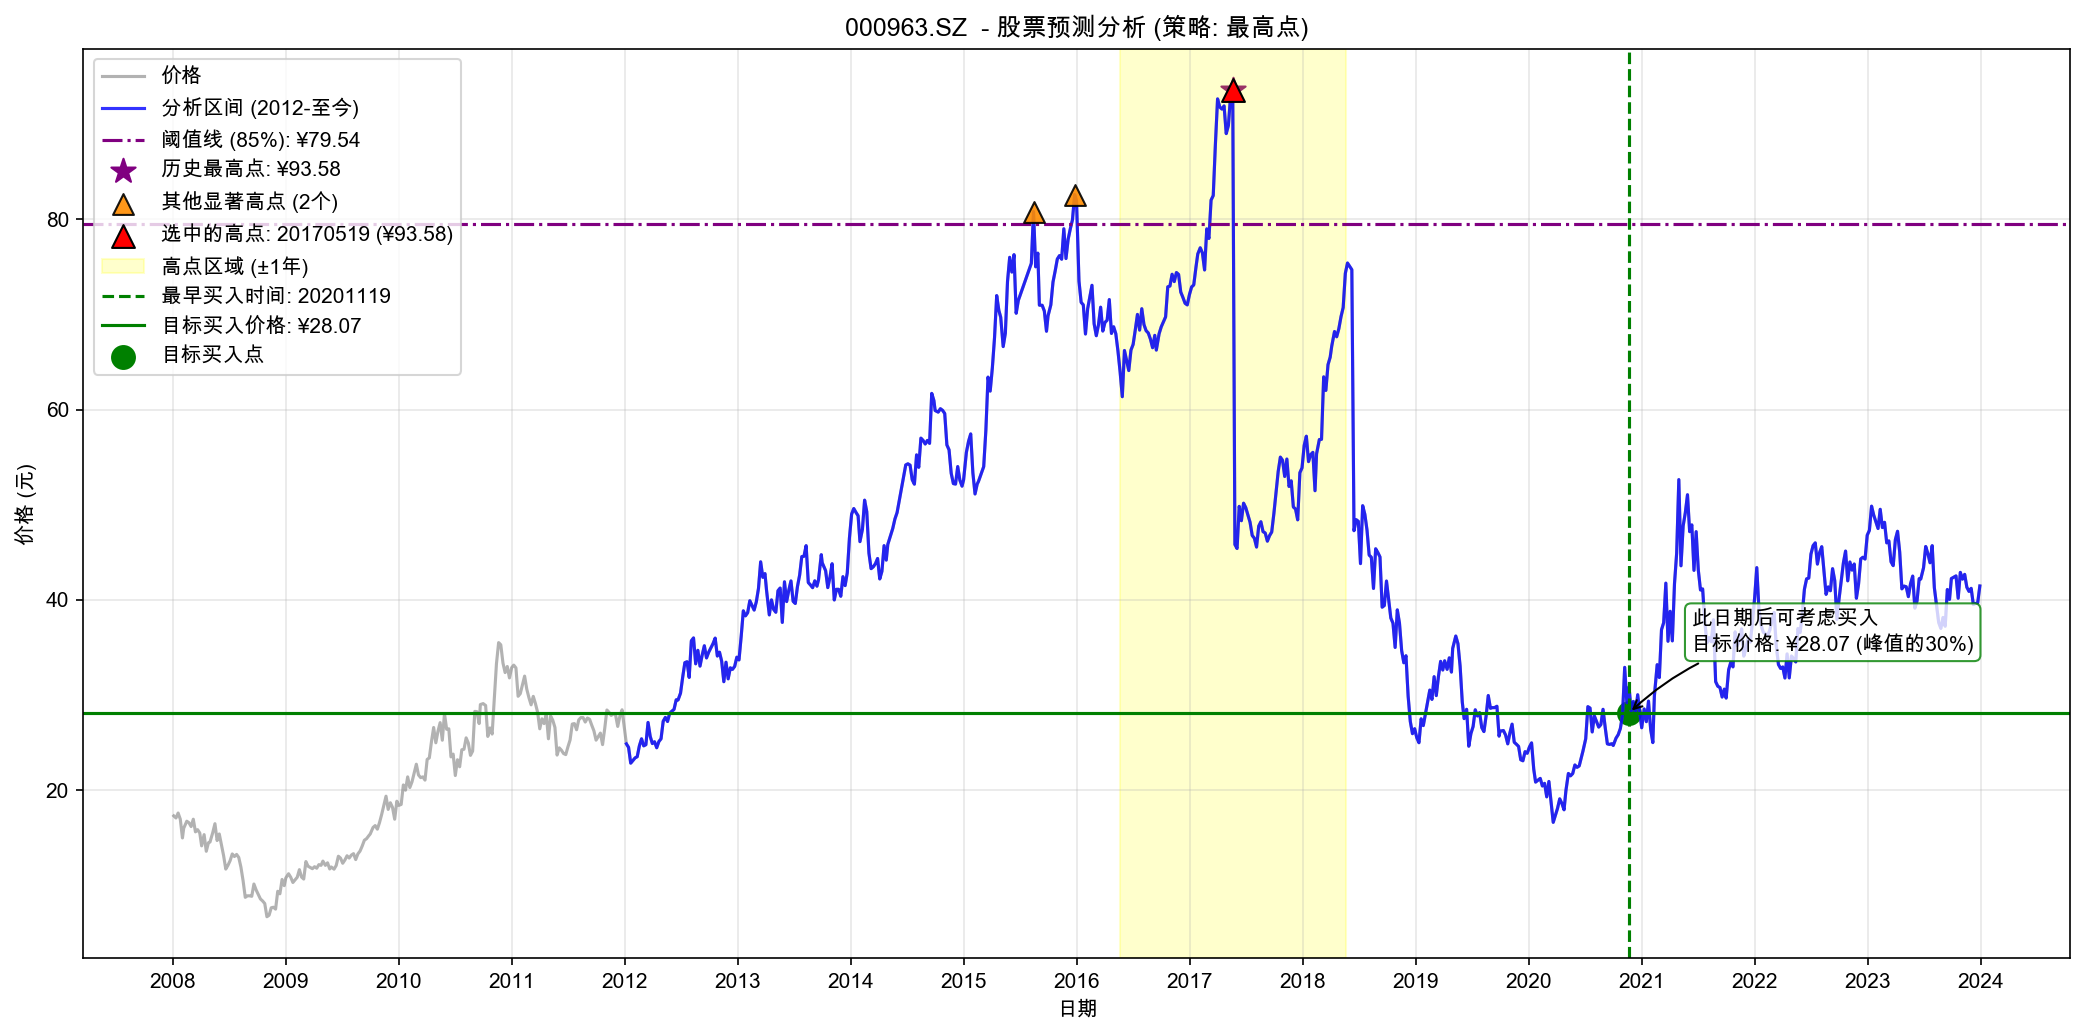 000963.SZ - 股票预测分析 (策略: 最高点)
价格
分析区间 (2012-至今)
阈值线 (85%): ¥79.54
历史最高点: ¥93.58
其他显著高点 (2个)
选中的高点: 20170519 (¥93.58)
高点区域 (±1年)
最早买入时间: 20201119
目标买入价格: ¥28.07
目标买入点
价格 (元)
80
60
40
20
此日期后可考虑买入
目标价格: ¥28.07 (峰值的30%)
2008 2009 2010 2011 2012 2013 2014 2015 2016 2017 2018 2019 2020 2021 2022 2023 2024
日期